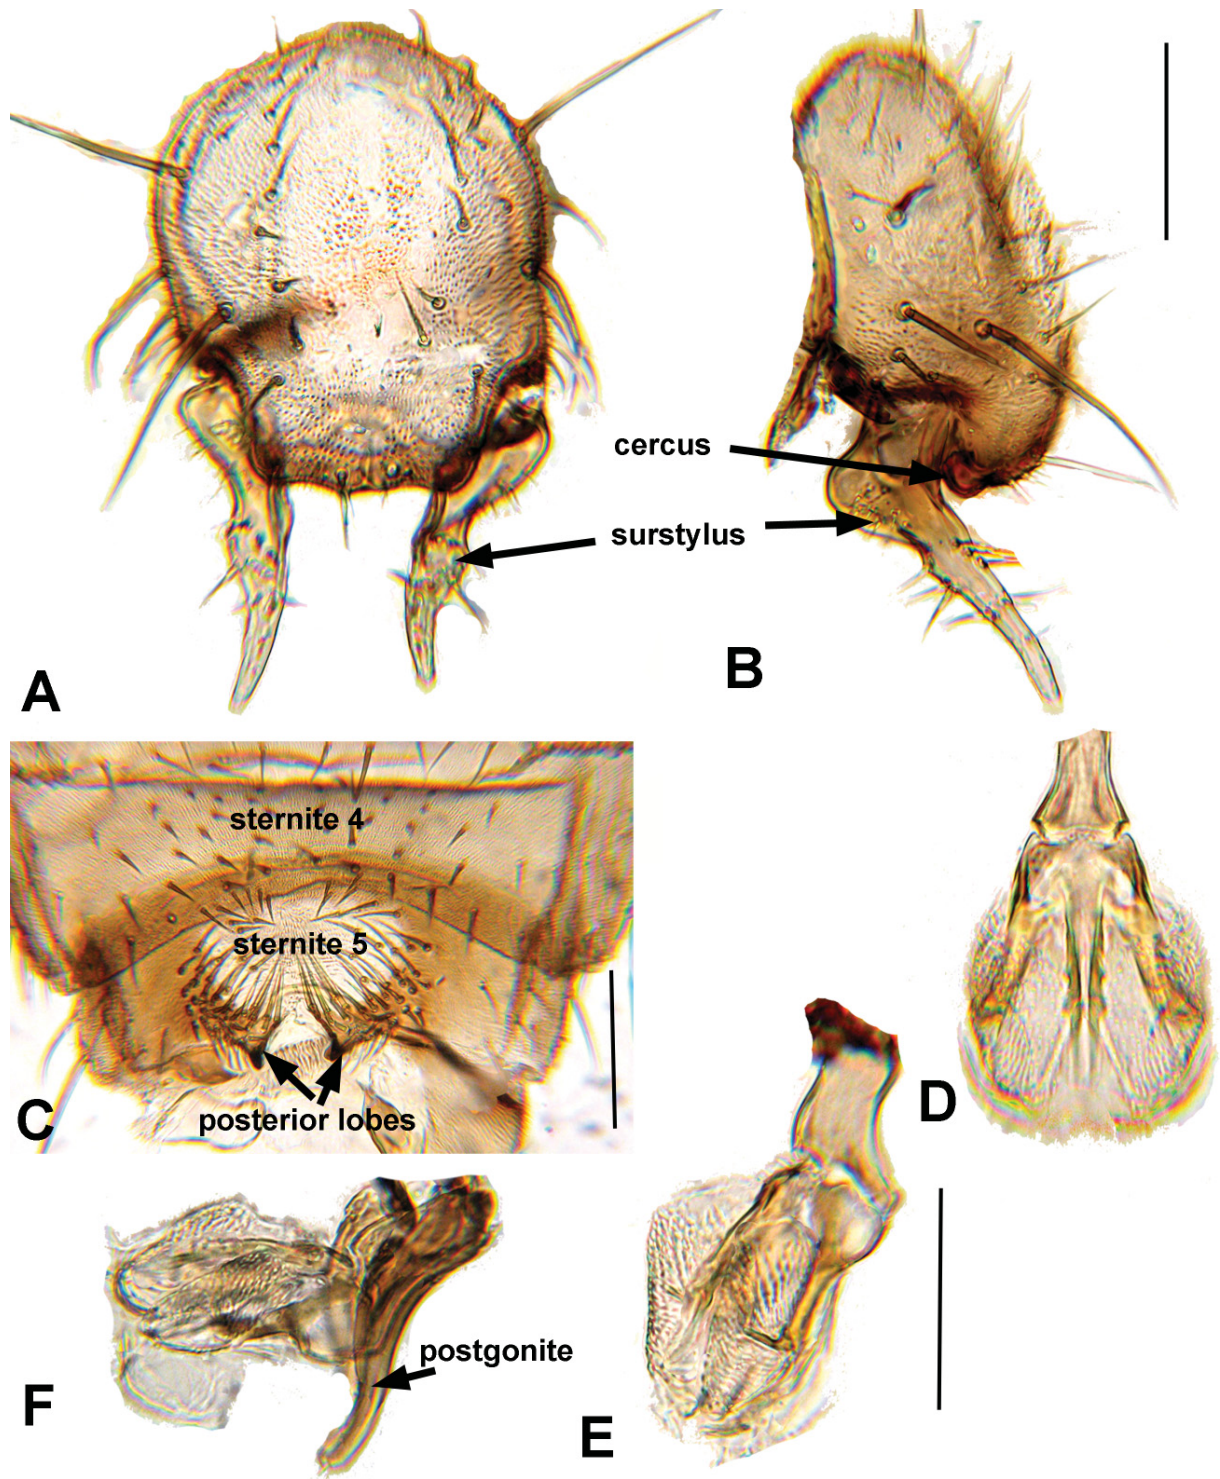 cercus
surstylus
A
B
sternite 4
sternite 5
posterior lobes
C
D
postgonite
F
E